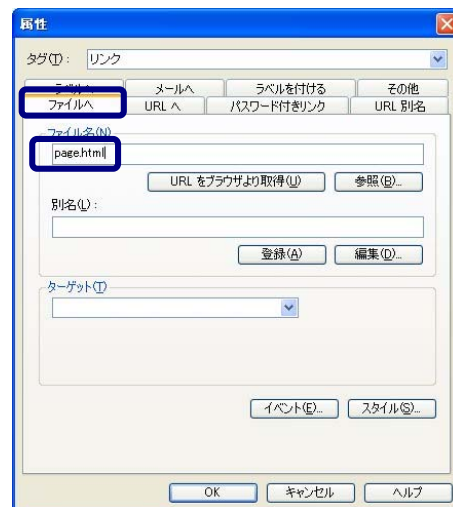 属性
タグ(T): リンク
ラベルへ メールへ ラベルを付ける その他
ファイルへ URL へ パスワード付きリンク URL 別名
ファイル名(N)
page.html
URL をブラウザより取得(U) 参照(B)...
別名(L):
登録(A) 編集(D)...
ターゲット(T)
イベント(E)... スタイル(S)...
OK キャンセル ヘルプ